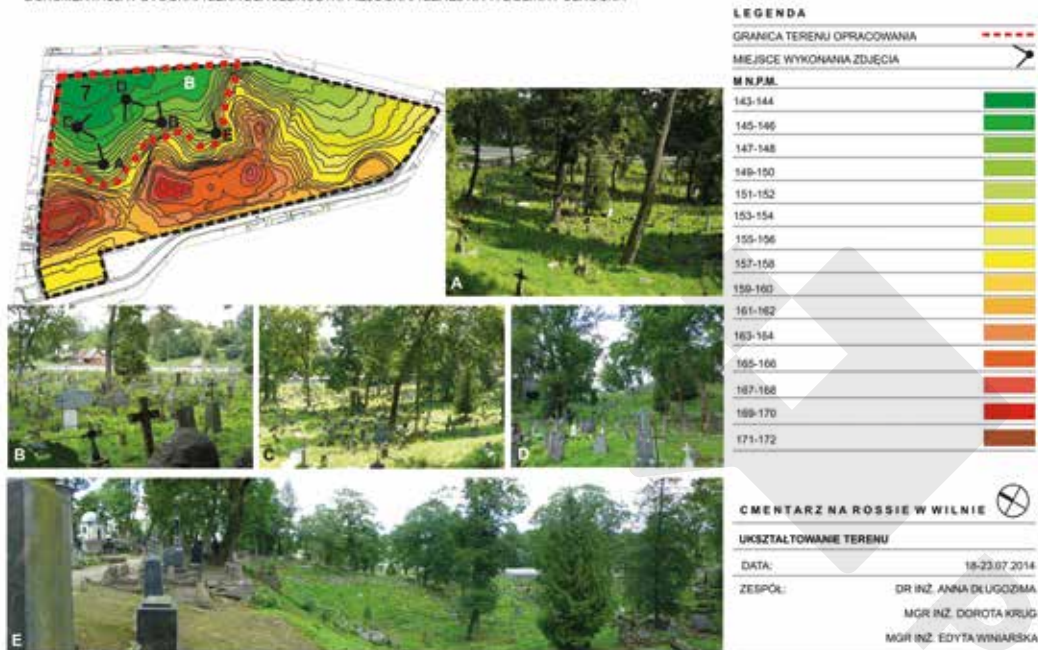 7
B
D
C
B
E
A
A
B
C
D
E
LEGENDA
GRANICA TERENU OPRACOWANIA
MIEJSCE WYKONANIA ZDJĘCIA
M N.P.M.
143-144
145-146
147-148
149-150
151-152
153-154
155-156
157-158
159-160
161-162
163-164
165-166
167-168
169-170
171-172
CMENTARZ NA ROSSIE W WILNIE
UKSZTAŁTOWANIE TERENU
DATA: 18-23.07.2014
ZESPÓŁ: DR INŻ. ANNA DŁUGOZIMA
MGR INŻ. DOROTA KRUG
MGR INŻ. EDYTA WINIARSKA